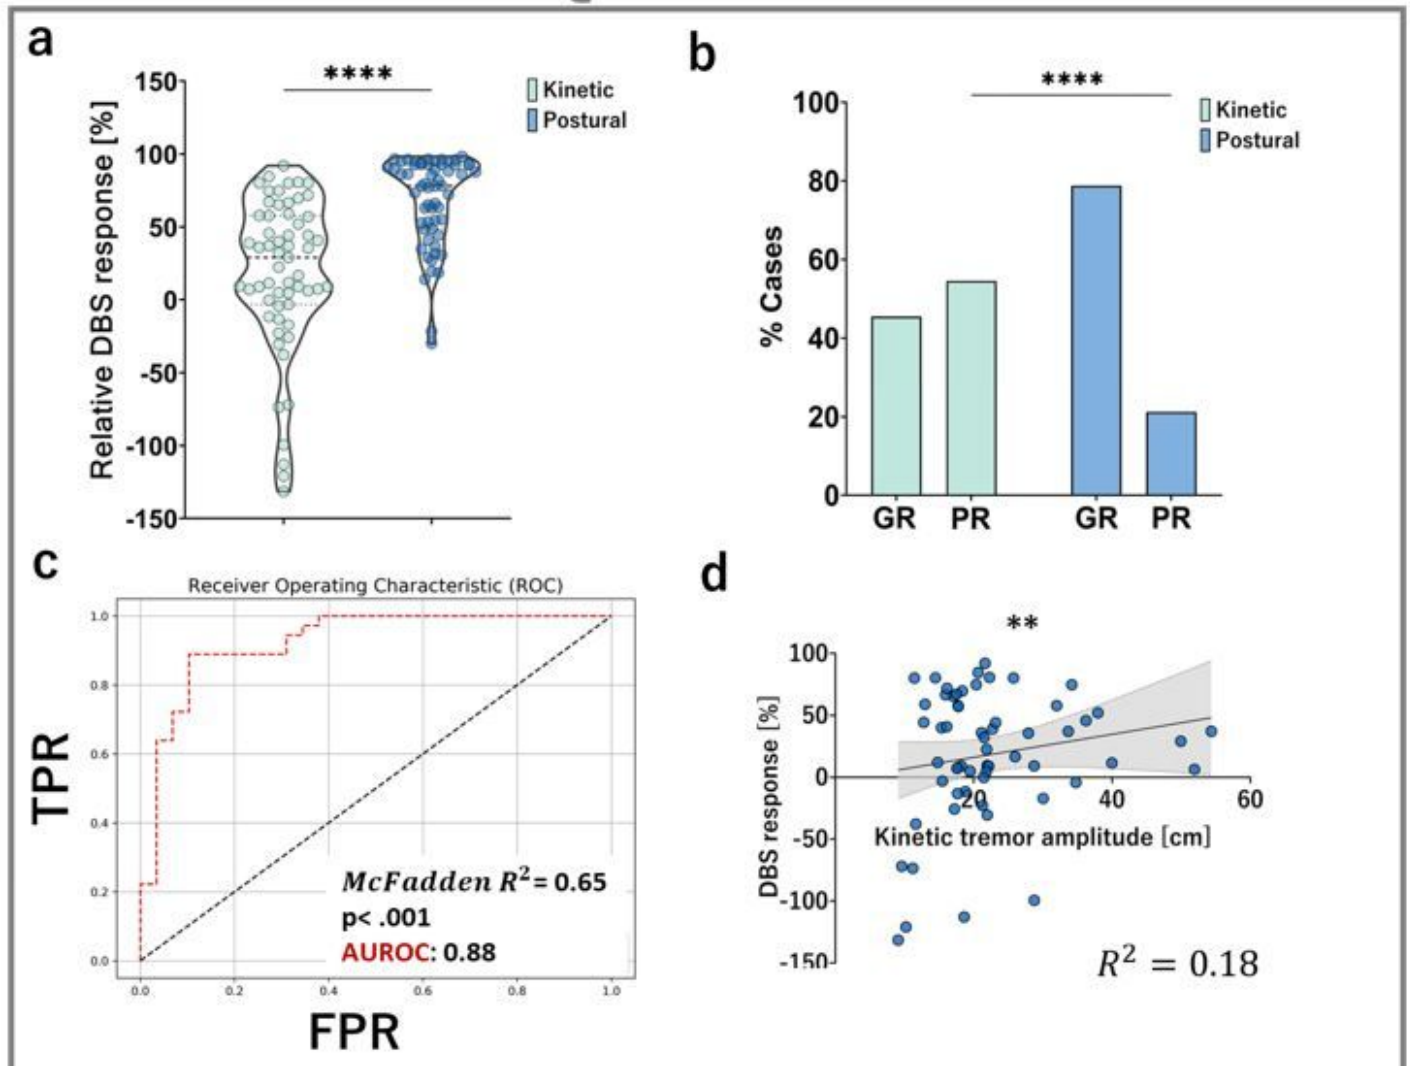 a
****
Kinetic
Postural
Relative DBS response [%]
150
100
50
0
-50
-100
-150
b
****
Kinetic
Postural
% Cases
100
80
60
40
20
0
GR PR GR PR
c
Receiver Operating Characteristic (ROC)
TPR
1.0
0.8
0.6
0.4
0.2
0.0
McFadden R² = 0.65
p< .001
AUROC: 0.88
0.0 0.2 0.4 0.6 0.8 1.0
FPR
d
**
DBS response [%]
100
50
0
-50
-100
-150
20 40 60
Kinetic tremor amplitude [cm]
R² = 0.18